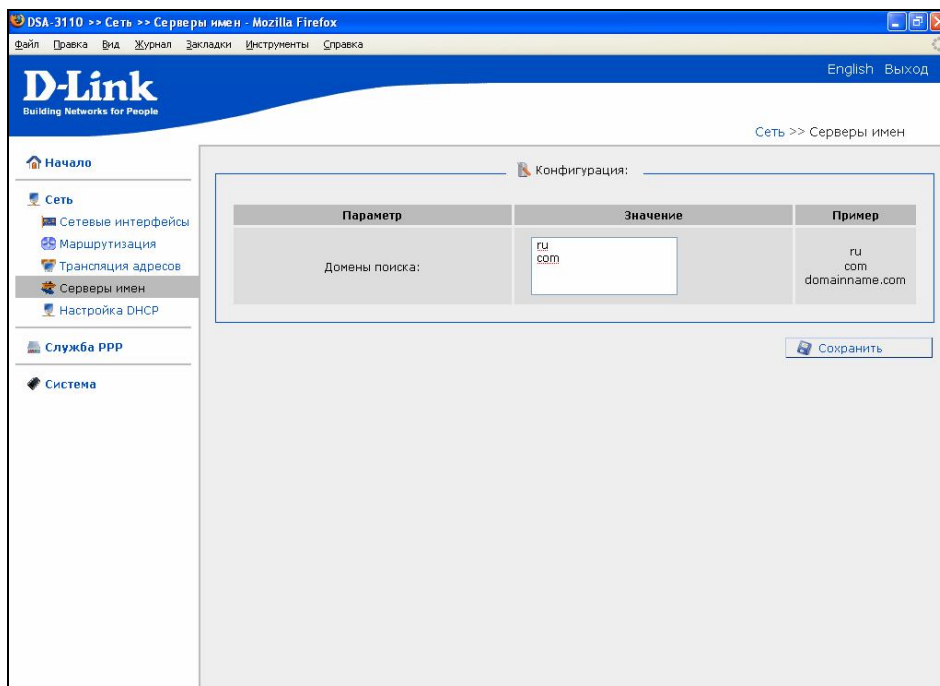 DSA-3110 >> Сеть >> Серверы имен - Mozilla Firefox
Файл Правка Вид Журнал Закладки Инструменты Справка
English Выход
D-Link
Building Networks for People
Сеть >> Серверы имен
Начало
Сеть
Сетевые интерфейсы
Маршрутизация
Трансляция адресов
Серверы имен
Настройка DHCP
Служба PPP
Система
Конфигурация:
Параметр Значение Пример
Домены поиска:
ru
com
ru
com
domainname.com
Сохранить